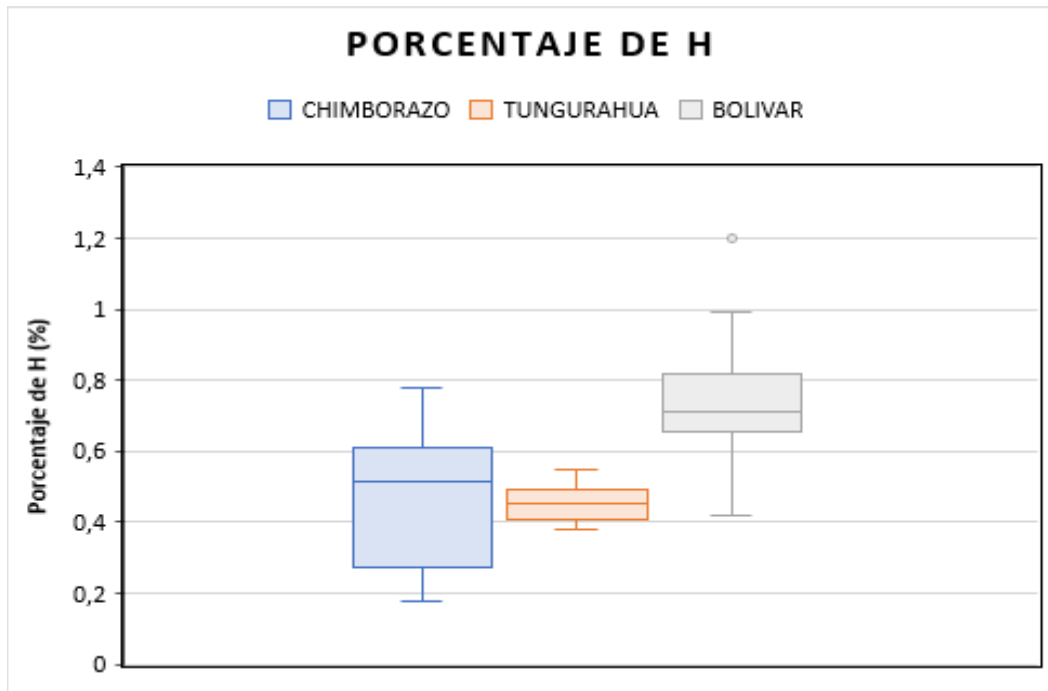 PORCENTAJE DE H
CHIMBORAZO TUNGURAHUA BOLIVAR
Porcentaje de H (%)
1,4
1,2
1
0,8
0,6
0,4
0,2
0